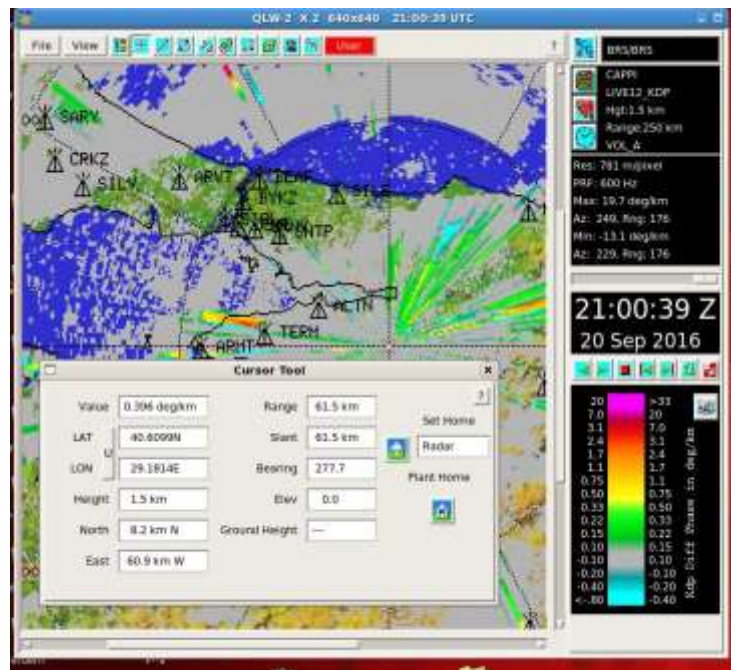 QLW-2 X 2 640x640 21:00:39 UTC
File View User ?
BRS/BRS
CAPPI
LIVE12_KDP
Hgt:1.5 km
Range:250 km
VOL_A
Res: 781 m/pixel
PRF: 600 Hz
Max: 19.7 deg/km
Az: 249, Rng: 176
Min: -13.1 deg/km
Az: 229, Rng: 176
21:00:39 Z
20 Sep 2016
SARY
CRKZ
SILV
ARVT
SILE
ALTN
TERM
ARMT
Cursor Tool
Value 0.396 deg/km
Range 61.5 km
?
LAT 40.6099N
Slant 61.5 km
Set Home
Radar
LON 29.1814E
Bearing 277.7
Plant Home
Height 1.5 km
Elev 0.0
North 8.2 km N
Ground Height ---
East 60.9 km W
20 >33
7.0 20
3.1 7.0
2.4 3.1
1.7 2.4
1.1 1.7
0.75 1.1
0.50 0.75
0.33 0.50
0.22 0.33
0.15 0.22
0.10 0.15
-0.10 0.10
-0.20 -0.10
-0.40 -0.20
<-.80 -0.40
Kdp Diff Phase in deg/km